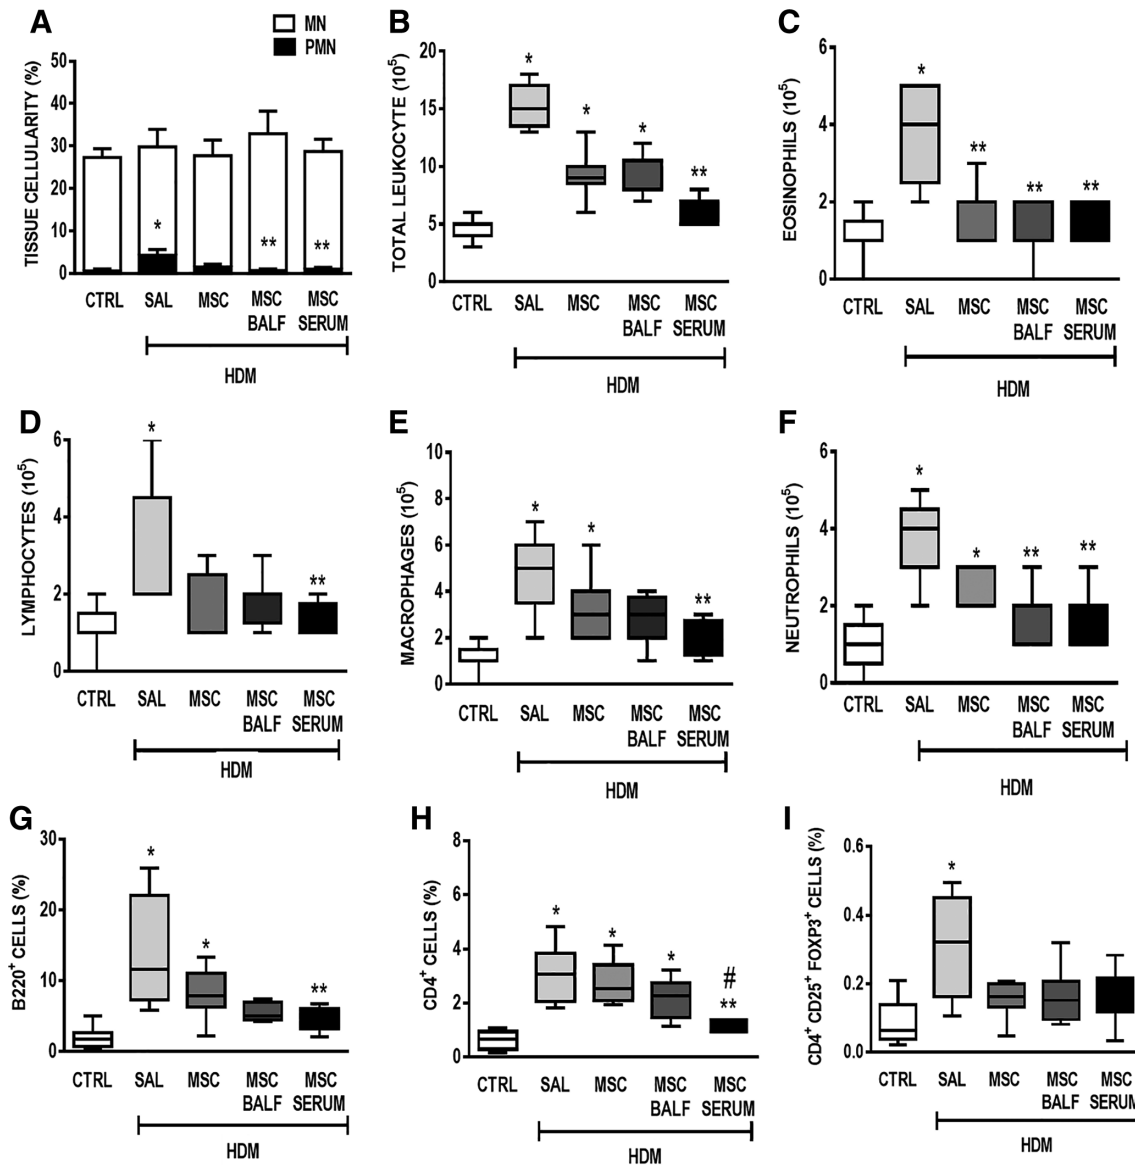 A
MN
PMN
TISSUE CELLULARITY (%)
50
40
30
20
10
0
*
**
**
CTRL SAL MSC MSC BALF MSC SERUM
HDM
B
TOTAL LEUKOCYTE (10⁵)
20
15
10
5
0
*
*
*
**
CTRL SAL MSC MSC BALF MSC SERUM
HDM
C
EOSINOPHILS (10⁵)
6
4
2
0
*
**
**
**
CTRL SAL MSC MSC BALF MSC SERUM
HDM
D
LYMPHOCYTES (10⁵)
6
4
2
0
*
**
CTRL SAL MSC MSC BALF MSC SERUM
HDM
E
MACROPHAGES (10⁵)
10
8
6
4
2
0
*
*
**
CTRL SAL MSC MSC BALF MSC SERUM
HDM
F
NEUTROPHILS (10⁵)
6
4
2
0
*
*
**
**
CTRL SAL MSC MSC BALF MSC SERUM
HDM
G
B220⁺ CELLS (%)
30
20
10
0
*
*
**
CTRL SAL MSC MSC BALF MSC SERUM
HDM
H
CD4⁺ CELLS (%)
8
6
4
2
0
*
*
*
#
**
CTRL SAL MSC MSC BALF MSC SERUM
HDM
I
CD4⁺ CD25⁺ FOXP3⁺ CELLS (%)
0.6
0.4
0.2
0.0
*
CTRL SAL MSC MSC BALF MSC SERUM
HDM